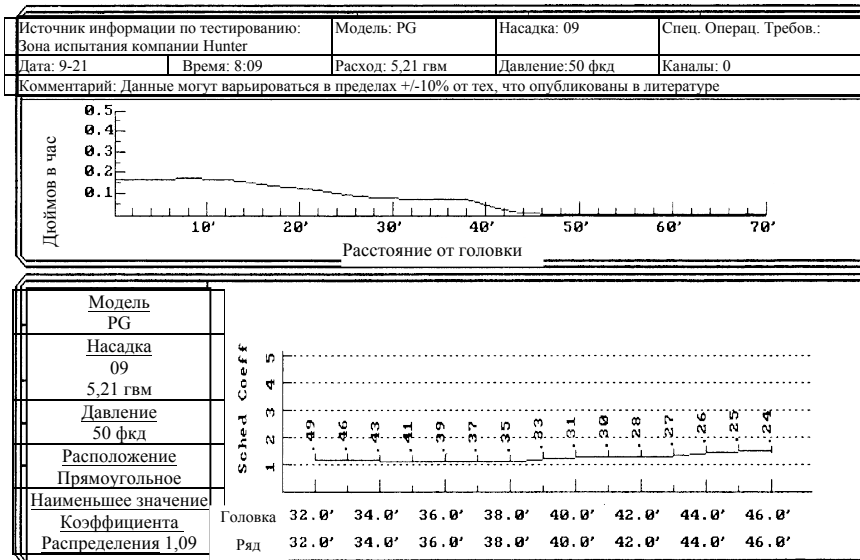 Источник информации по тестированию: Модель: PG Насадка: 09 Спец. Операц. Требов.:
Зона испытания компании Hunter
Дата: 9-21 Время: 8:09 Расход: 5,21 гвм Давление:50 фкд Каналы: 0
Комментарий: Данные могут варьироваться в пределах +/-10% от тех, что опубликованы в литературе
Дюймов в час
0.5
0.4
0.3
0.2
0.1
10' 20' 30' 40' 50' 60' 70'
Расстояние от головки
Модель
PG
Насадка
09
5,21 гвм
Давление
50 фкд
Расположение
Прямоугольное
Наименьшее значение
Коэффициента
Распределения 1,09
Sched Coeff
5
4
3
2
1
.49 .46 .43 .41 .39 .37 .35 .33 .31 .30 .28 .27 .26 .25 .24
Головка 32.0' 34.0' 36.0' 38.0' 40.0' 42.0' 44.0' 46.0'
Ряд 32.0' 34.0' 36.0' 38.0' 40.0' 42.0' 44.0' 46.0'